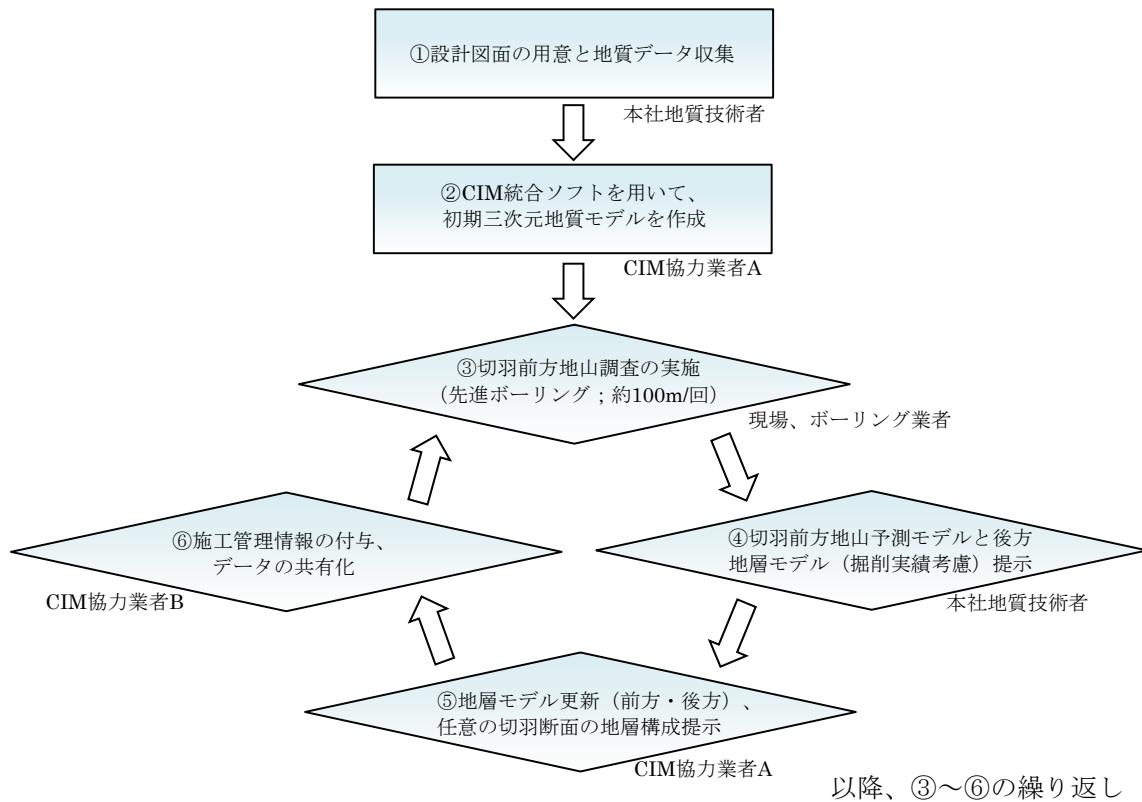 ①設計図面の用意と地質データ収集
本社地質技術者
②CIM統合ソフトを用いて、
初期三次元地質モデルを作成
CIM協力業者A
③切羽前方地山調査の実施
（先進ボーリング；約100m/回）
現場、ボーリング業者
④切羽前方地山予測モデルと後方
地層モデル（掘削実績考慮）提示
本社地質技術者
⑤地層モデル更新（前方・後方）、
任意の切羽断面の地層構成提示
CIM協力業者A
⑥施工管理情報の付与、
データの共有化
CIM協力業者B
以降、③～⑥の繰り返し